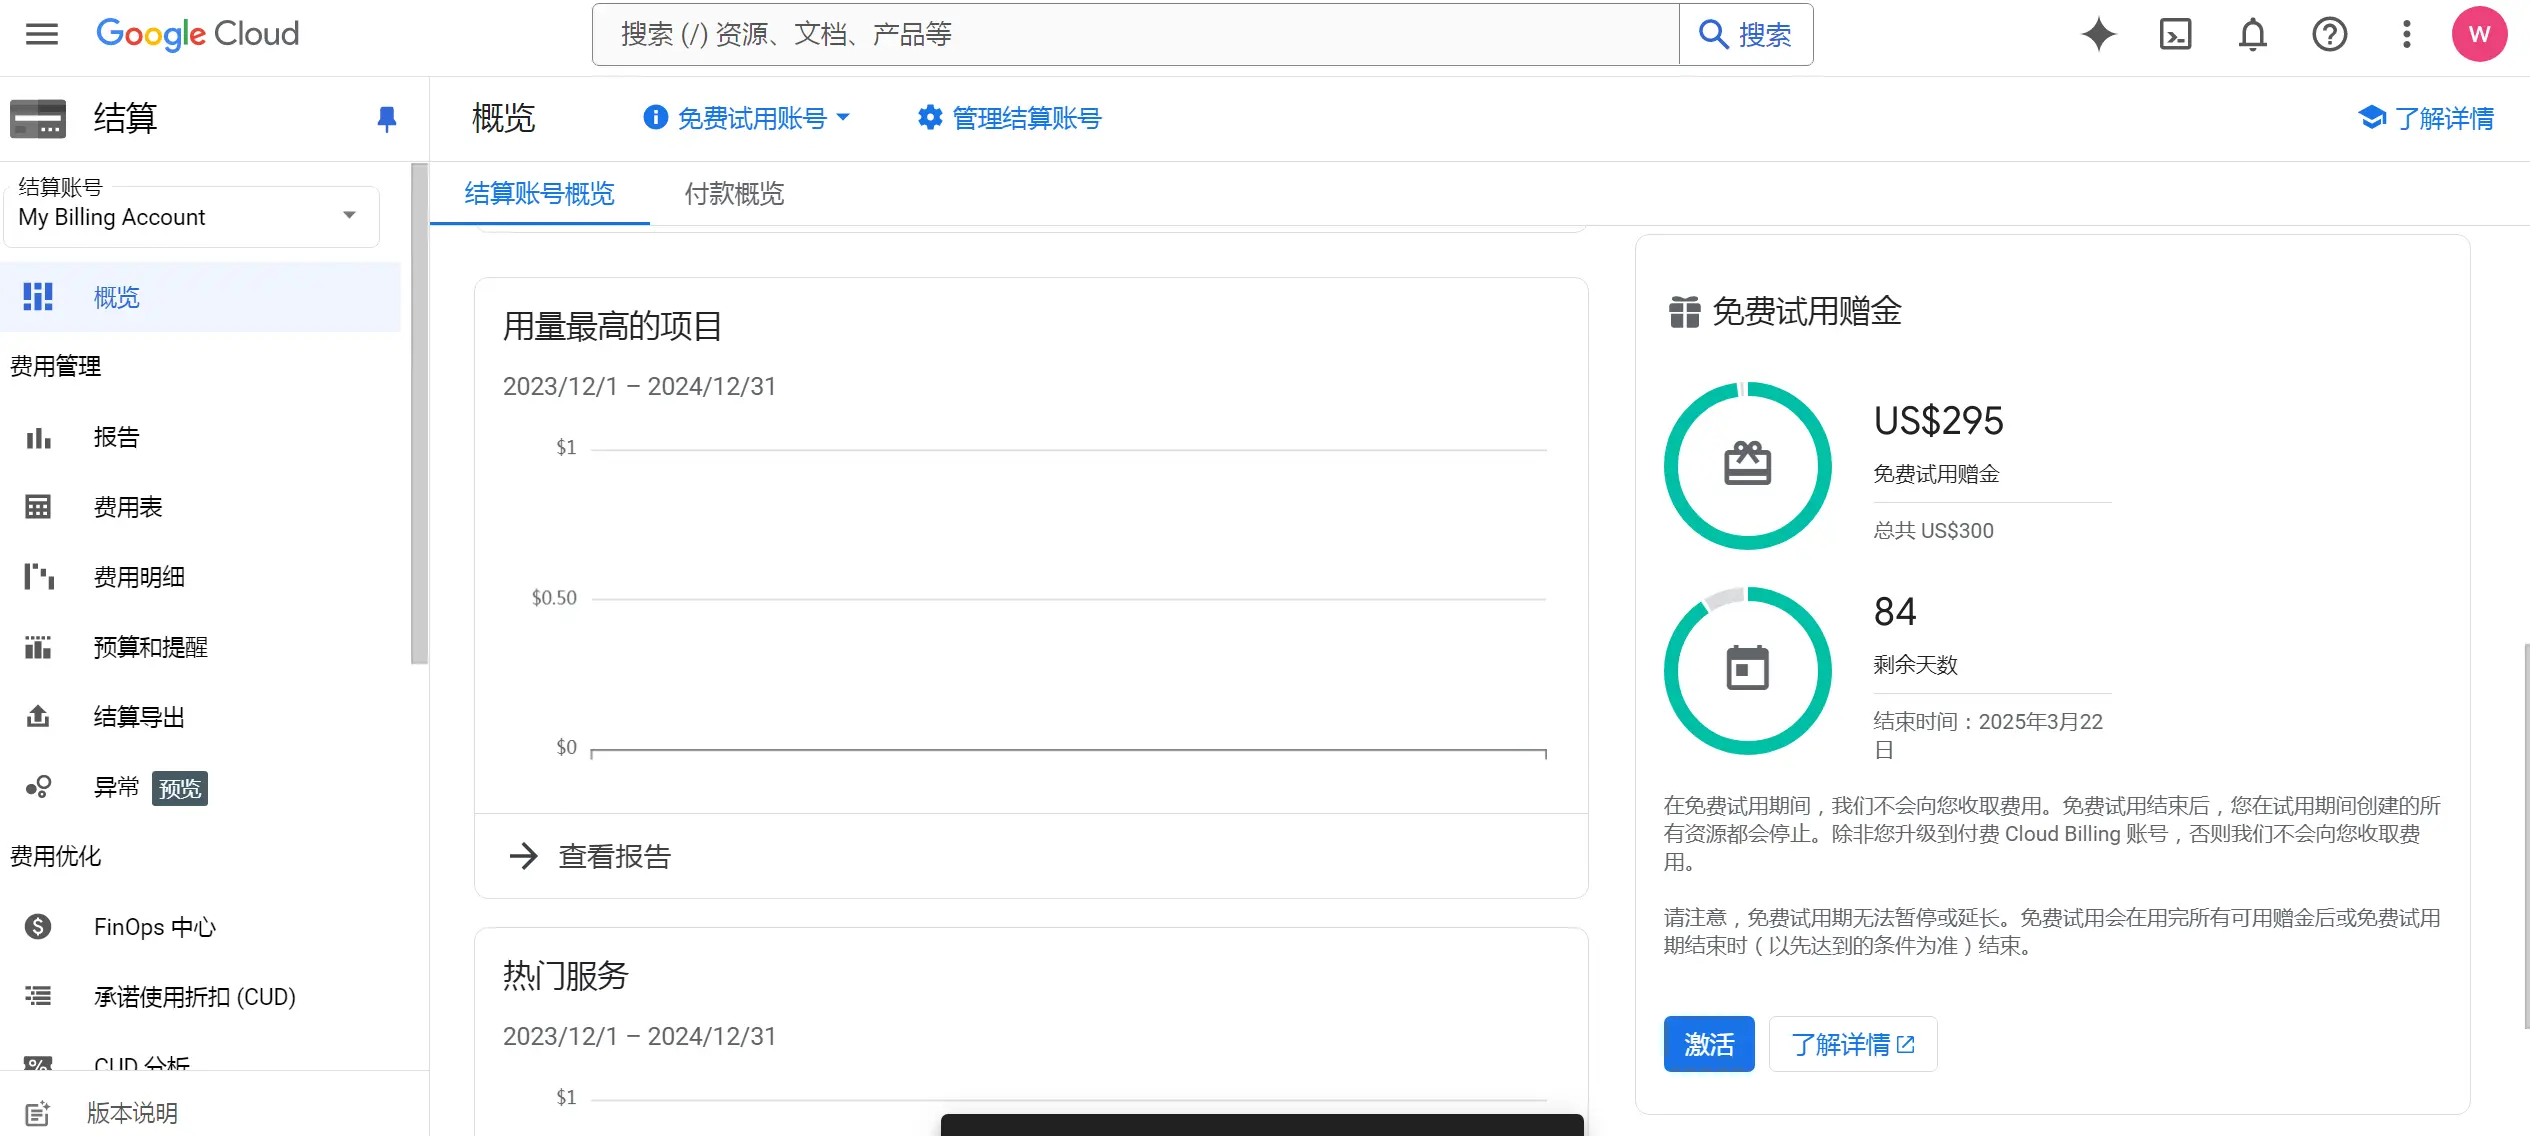 Google Cloud
搜索 (/) 资源、文档、产品等
搜索
W
结算
概览
免费试用账号
管理结算账号
了解详情
结算账号
My Billing Account
概览
费用管理
报告
费用表
费用明细
预算和提醒
结算导出
异常 预览
费用优化
FinOps 中心
承诺使用折扣 (CUD)
CUD 分析
版本说明
结算账号概览
付款概览
用量最高的项目
2023/12/1 – 2024/12/31
$1
$0.50
$0
查看报告
热门服务
2023/12/1 – 2024/12/31
$1
免费试用赠金
US$295
免费试用赠金
总共 US$300
84
剩余天数
结束时间：2025年3月22
日
在免费试用期间，我们不会向您收取费用。免费试用结束后，您在试用期间创建的所
有资源都会停止。除非您升级到付费 Cloud Billing 账号，否则我们不会向您收取费
用。
请注意，免费试用期无法暂停或延长。免费试用会在用完所有可用赠金后或免费试用
期结束时（以先达到的条件为准）结束。
激活
了解详情